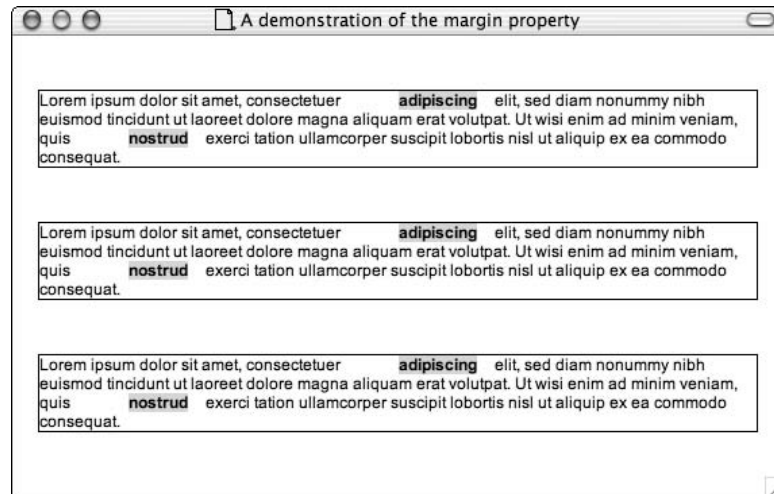 A demonstration of the margin property
Lorem ipsum dolor sit amet, consectetuer adipiscing elit, sed diam nonummy nibh
euismod tincidunt ut laoreet dolore magna aliquam erat volutpat. Ut wisi enim ad minim veniam,
quis nostrud exerci tation ullamcorper suscipit lobortis nisl ut aliquip ex ea commodo
consequat.
Lorem ipsum dolor sit amet, consectetuer adipiscing elit, sed diam nonummy nibh
euismod tincidunt ut laoreet dolore magna aliquam erat volutpat. Ut wisi enim ad minim veniam,
quis nostrud exerci tation ullamcorper suscipit lobortis nisl ut aliquip ex ea commodo
consequat.
Lorem ipsum dolor sit amet, consectetuer adipiscing elit, sed diam nonummy nibh
euismod tincidunt ut laoreet dolore magna aliquam erat volutpat. Ut wisi enim ad minim veniam,
quis nostrud exerci tation ullamcorper suscipit lobortis nisl ut aliquip ex ea commodo
consequat.